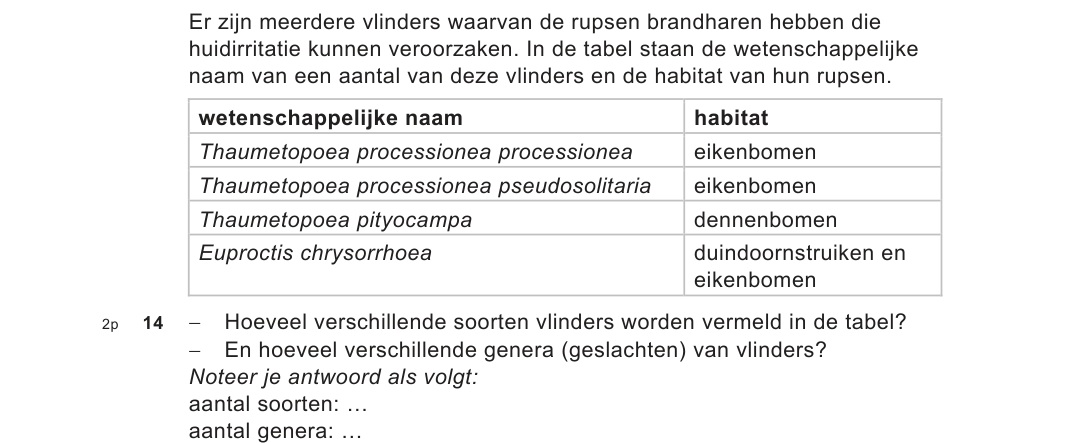 Er zijn meerdere vlinders waarvan de rupsen brandharen hebben die
huidirritatie kunnen veroorzaken. In de tabel staan de wetenschappelijke
naam van een aantal van deze vlinders en de habitat van hun rupsen.
wetenschappelijke naam habitat
Thaumetopoea processionea processionea eikenbomen
Thaumetopoea processionea pseudosolitaria eikenbomen
Thaumetopoea pityocampa dennenbomen
Euproctis chrysorrhoea duindoornstruiken en
eikenbomen
2p 14 – Hoeveel verschillende soorten vlinders worden vermeld in de tabel?
– En hoeveel verschillende genera (geslachten) van vlinders?
Noteer je antwoord als volgt:
aantal soorten: …
aantal genera: …